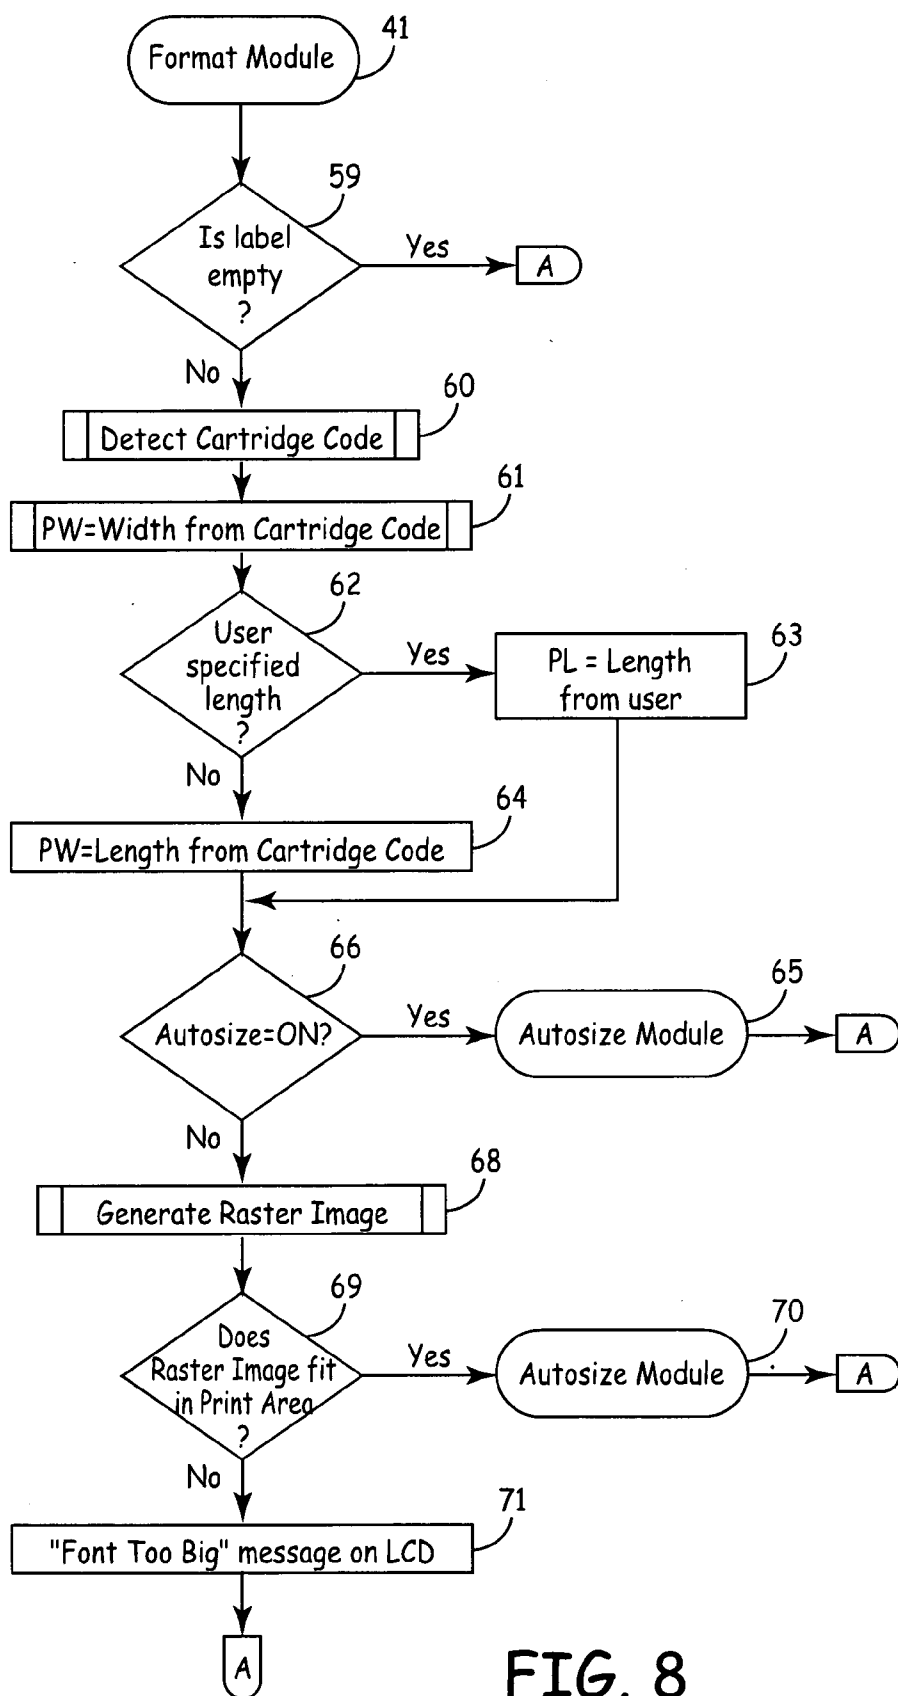 Format Module
41
59
Is label
empty
?
Yes
A
No
60
Detect Cartridge Code
61
PW=Width from Cartridge Code
62
User
specified
length
?
Yes
63
PL = Length
from user
No
64
PW=Length from Cartridge Code
66
Autosize=ON?
Yes
65
Autosize Module
A
No
68
Generate Raster Image
69
Does
Raster Image fit
in Print Area
?
Yes
70
Autosize Module
A
No
71
"Font Too Big" message on LCD
A
FIG. 8